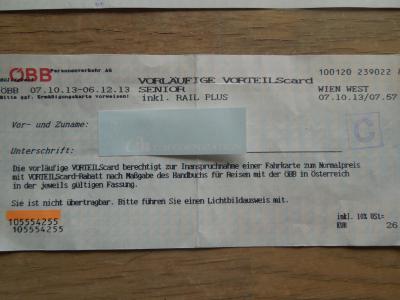 ÖBB Personenverkehr AG
VORLÄUFIGE VORTEILScard
100120 239022 8
ÖBB 07.10.13-06.12.13
SENIOR
WIEN WEST
Bitte ggf. Ermäßigungskarte vorweisen!
inkl. RAIL PLUS
07.10.13/07.57
Vor- und Zuname:
G
Unterschrift:
Die vorläufige VORTEILScard berechtigt zur Inanspruchnahme einer Fahrkarte zum Normalpreis
mit VORTEILScard-Rabatt nach Maßgabe des Handbuchs für Reisen mit der ÖBB in Österreich
in der jeweils gültigen Fassung.
Sie ist nicht übertragbar. Bitte führen Sie einen Lichtbildausweis mit.
105554255
105554255
inkl. 10% USt:
EUR 26